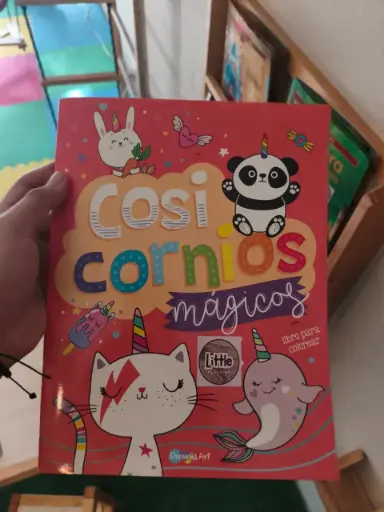 Cosi
cornios
mágicos
libro para
colorear
Little